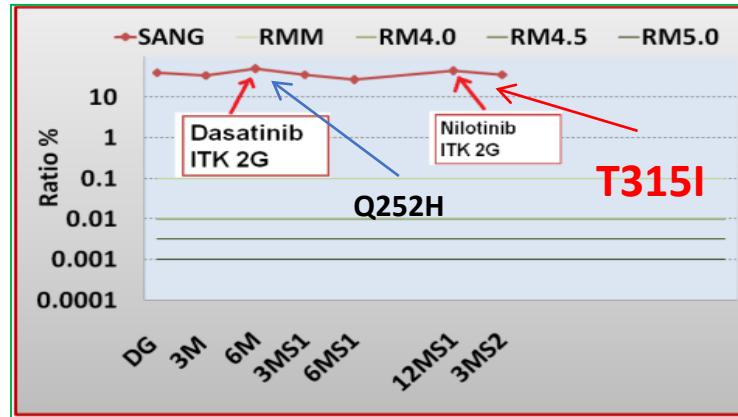 SANG RMM RM4.0 RM4.5 RM5.0
Ratio %
10
1
0.1
0.01
0.001
0.0001
Dasatinib
ITK 2G
Nilotinib
ITK 2G
Q252H
T315I
DG 3M 6M 3MS1 6MS1 12MS1 3MS2